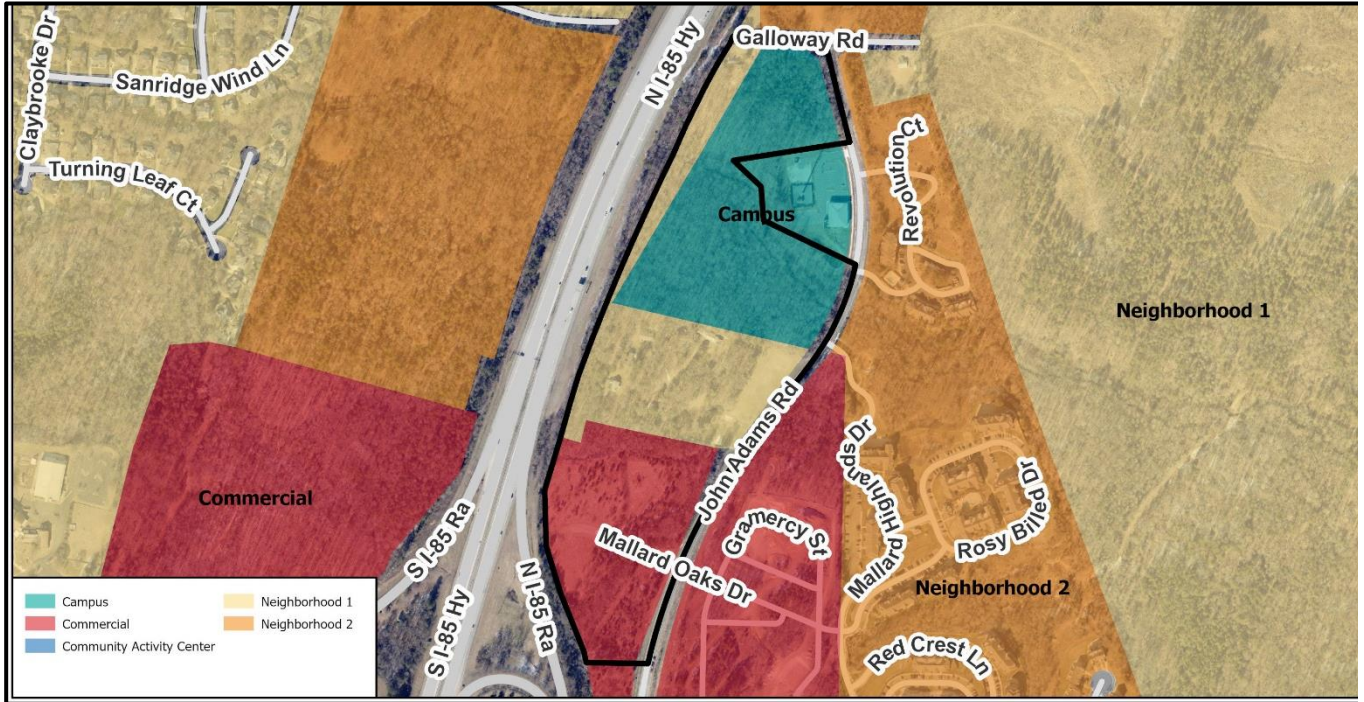 Galloway Rd
N I-85 Hy
Claybrooke Dr
Sanridge Wind Ln
Turning Leaf Ct
Revolution Ct
Campus
Neighborhood 1
John Adams Rd
Commercial
Mallard Highlands Dr
Rosy Billed Dr
Gramercy St
Mallard Oaks Dr
S I-85 Ra
N I-85 Ra
S I-85 Hy
Neighborhood 2
Red Crest Ln
Campus
Commercial
Community Activity Center
Neighborhood 1
Neighborhood 2